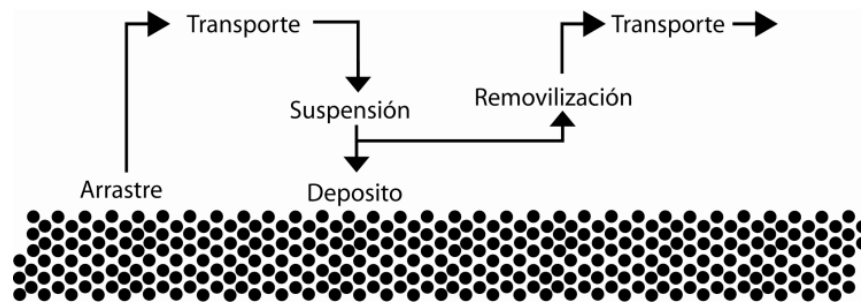 Transporte
Transporte
Suspensión
Removilización
Arrastre
Deposito